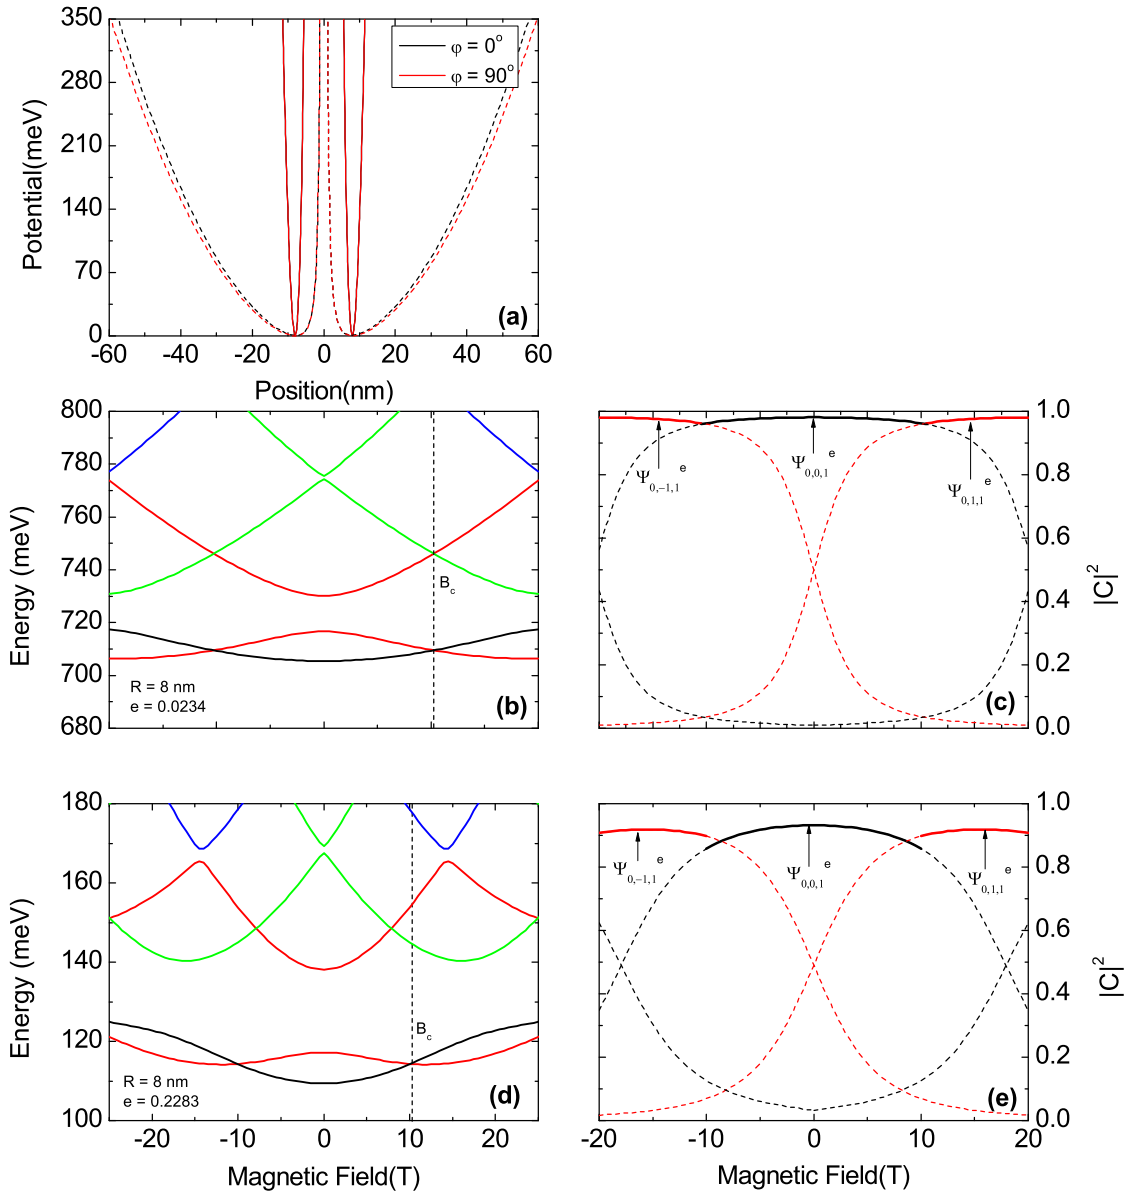 350
280
210
140
70
0
Potential(meV)
φ = 0°
φ = 90°
(a)
-60 -40 -20 0 20 40 60
Position(nm)
800
780
760
740
720
700
680
Energy (meV)
B_c
R = 8 nm
e = 0.0234
(b)
1.0
0.8
0.6
0.4
0.2
0.0
|C|²
Ψ_{0,−1,1}^e
Ψ_{0,0,1}^e
Ψ_{0,1,1}^e
(c)
180
160
140
120
100
Energy (meV)
B_c
R = 8 nm
e = 0.2283
(d)
-20 -10 0 10 20
Magnetic Field(T)
1.0
0.8
0.6
0.4
0.2
0.0
|C|²
Ψ_{0,−1,1}^e
Ψ_{0,0,1}^e
Ψ_{0,1,1}^e
(e)
-20 -10 0 10 20
Magnetic Field(T)